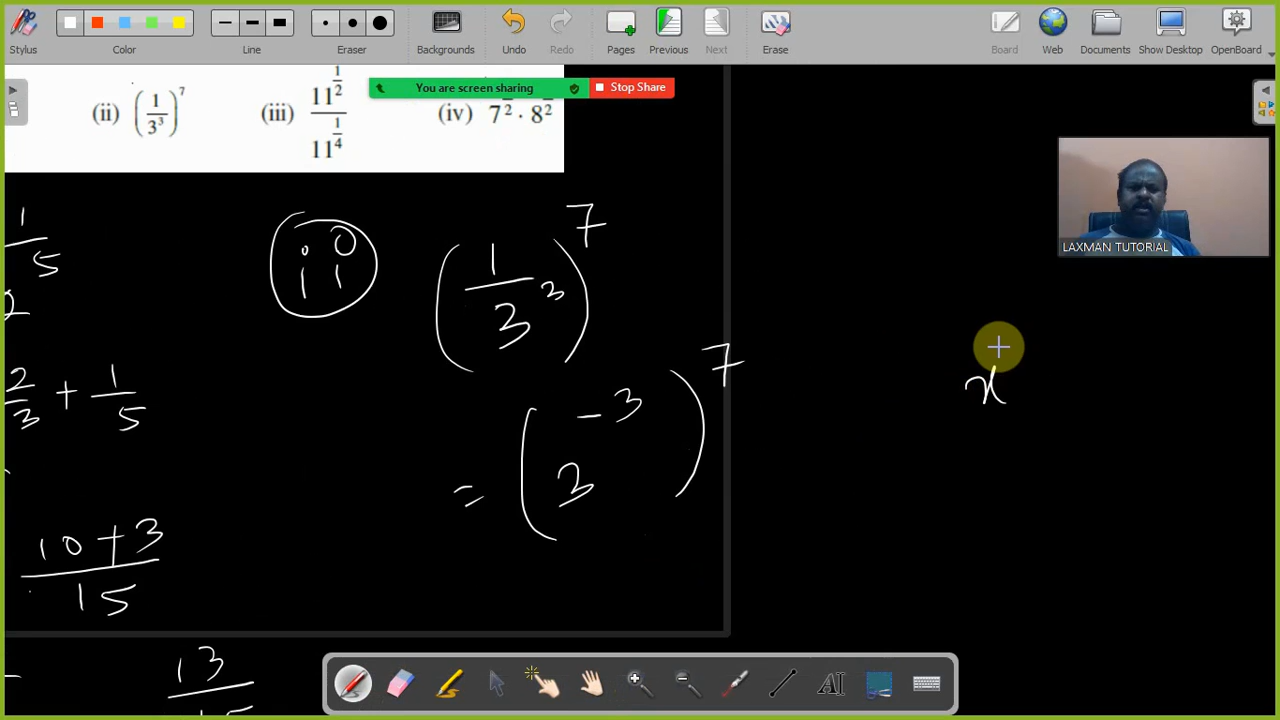 Stylus Color Line Eraser Backgrounds Undo Redo Pages Previous Next Erase Board Web Documents Show Desktop OpenBoard
You are screen sharing Stop Share
(ii) (1/3³)⁷ (iii) 11^(1/2) / 11^(1/4) (iv)
LAXMAN TUTORIAL
1/5
(ii)
(1/3³)⁷
2
2/3 + 1/5
= (3⁻³)⁷
x
10+3/15
13